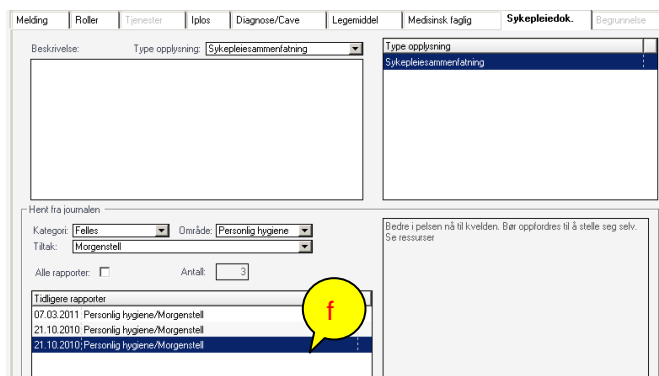 Melding Roller Tjenester Iplos Diagnose/Cave Legemiddel Medisinsk faglig Sykepleiedok. Begrunnelse
Beskrivelse: Type opplysning: Sykepleiesammenfatning
Type opplysning
Sykepleiesammenfatning
Hent fra journalen
Kategori: Felles Område: Personlig hygiene
Tiltak: Morgenstell
Alle rapporter: Antall: 3
Bedre i pelsen nå til kvelden. Bør oppfordres til å stelle seg selv.
Se ressurser
Tidligere rapporter
07.03.2011 Personlig hygiene/Morgenstell
21.10.2010 Personlig hygiene/Morgenstell
21.10.2010 Personlig hygiene/Morgenstell
f